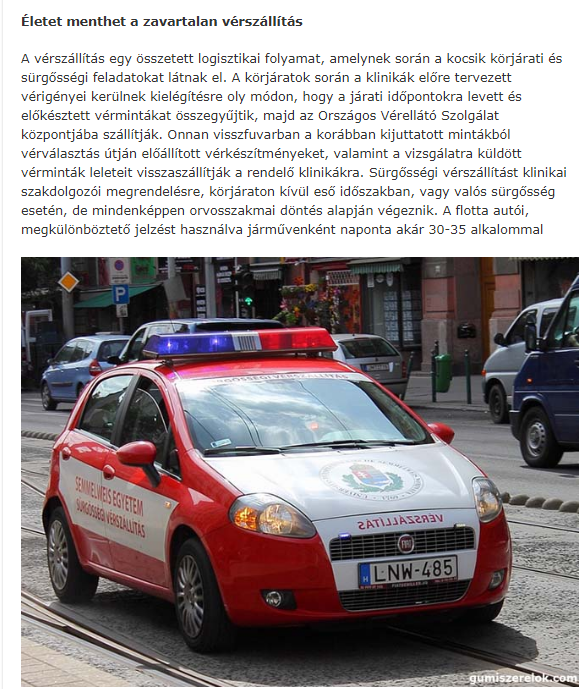 Életet menthet a zavartalan vérszállítás
A vérszállítás egy összetett logisztikai folyamat, amelynek során a kocsik körjárati és
sürgősségi feladatokat látnak el. A körjáratok során a klinikák előre tervezett
vérigényei kerülnek kielégítésre oly módon, hogy a járati időpontokra levett és
előkésztett vérmintákat összegyűjtik, majd az Országos Vérellátó Szolgálat
központjába szállítják. Onnan visszfuvarban a korábban kijuttatott mintákból
vérválasztás útján előállított vérkészítményeket, valamint a vizsgálatra küldött
vérminták leleteit visszaszállítják a rendelő klinikákra. Sürgősségi vérszállítást klinikai
szakdolgozói megrendelésre, körjáraton kívül eső időszakban, vagy valós sürgősség
esetén, de mindenképpen orvosszakmai döntés alapján végeznik. A flotta autói,
megkülönböztető jelzést használva járművenként naponta akár 30-35 alkalommal
P
SÜRGŐSSÉGI VÉRSZÁLLÍTÁS
SEMMELWEIS EGYETEM
SÜRGŐSSÉGI VÉRSZÁLLÍTÁS
VÉRSZÁLLÍTÁS
FIAT
H LNW-485
gumiszerelok.com